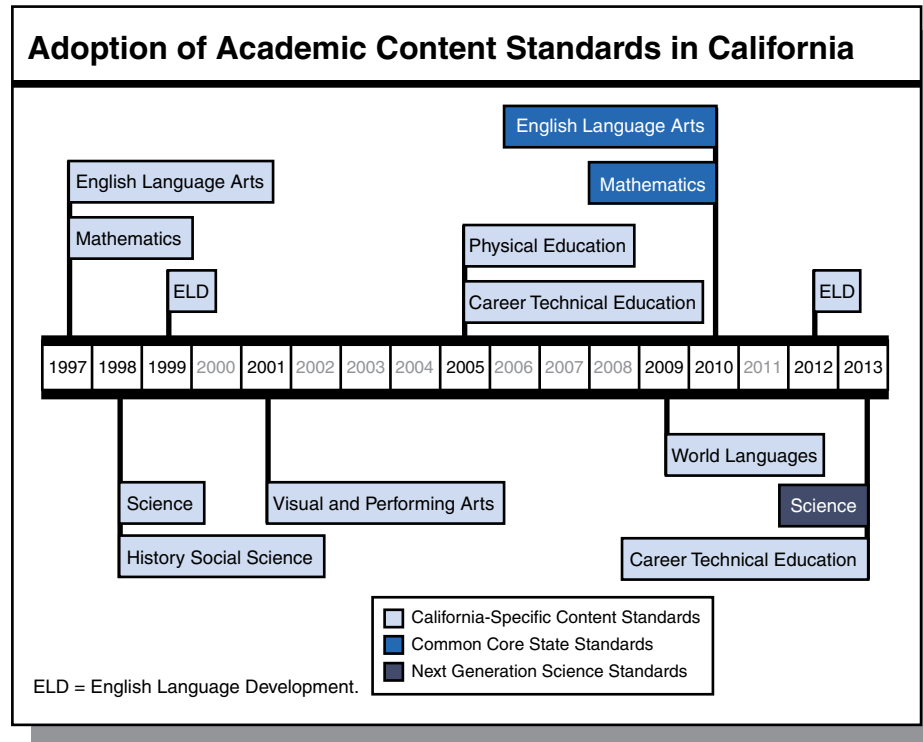 Adoption of Academic Content Standards in California
English Language Arts
English Language Arts
Mathematics
Mathematics
Physical Education
ELD
Career Technical Education
ELD
1997 1998 1999 2000 2001 2002 2003 2004 2005 2006 2007 2008 2009 2010 2011 2012 2013
World Languages
Science
Visual and Performing Arts
Science
History Social Science
Career Technical Education
California-Specific Content Standards
Common Core State Standards
Next Generation Science Standards
ELD = English Language Development.